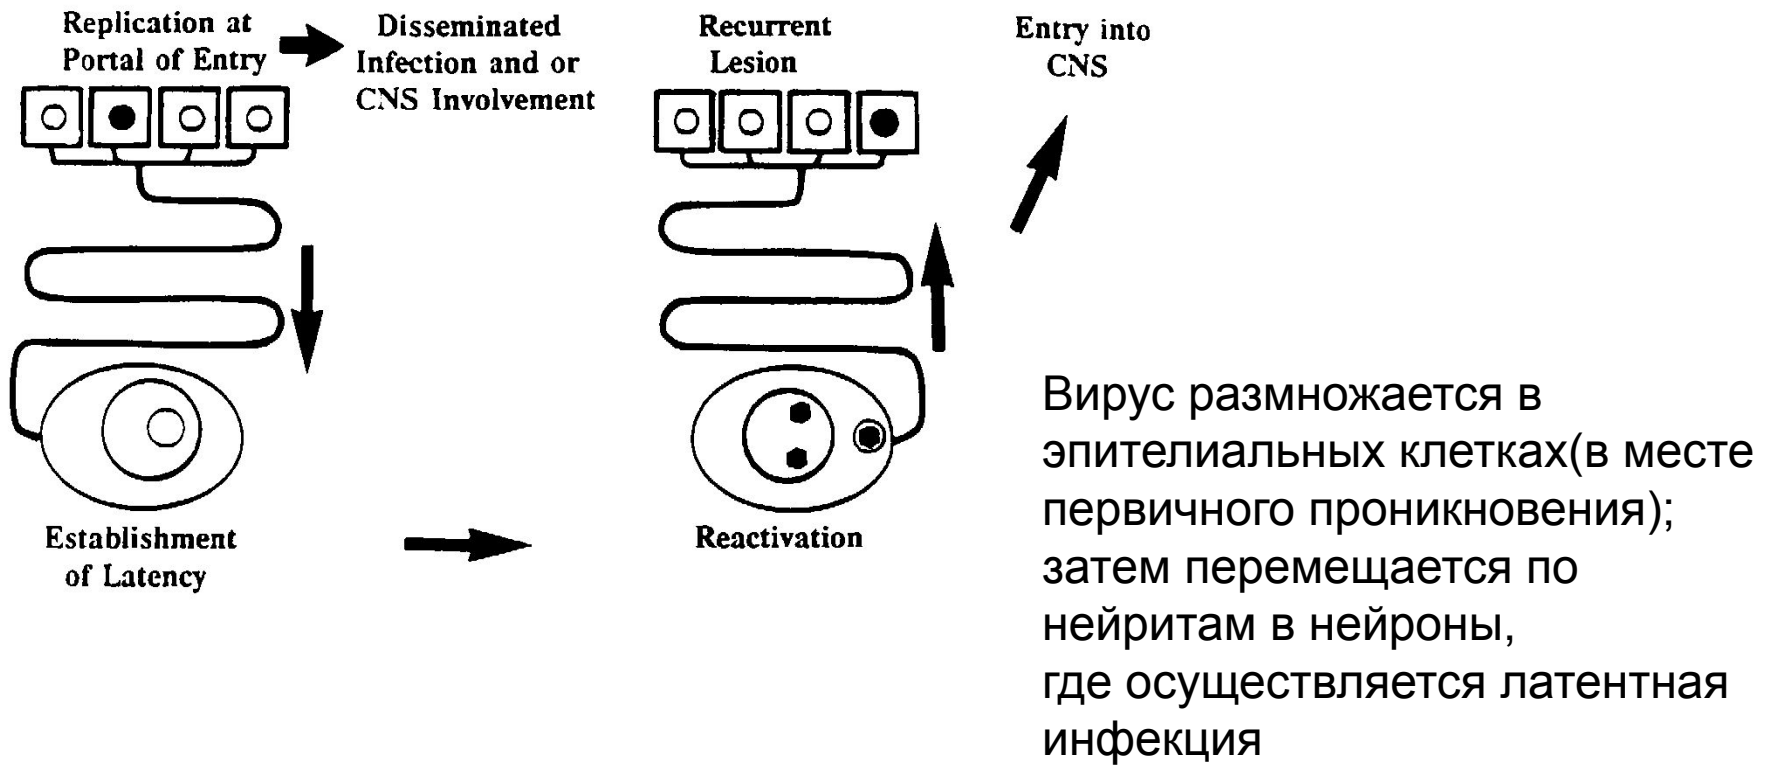 Replication at
Portal of Entry
Disseminated
Infection and or
CNS Involvement
Recurrent
Lesion
Entry into
CNS
Establishment
of Latency
Reactivation
Вирус размножается в
эпителиальных клетках(в месте
первичного проникновения);
затем перемещается по
нейритам в нейроны,
где осуществляется латентная
инфекция